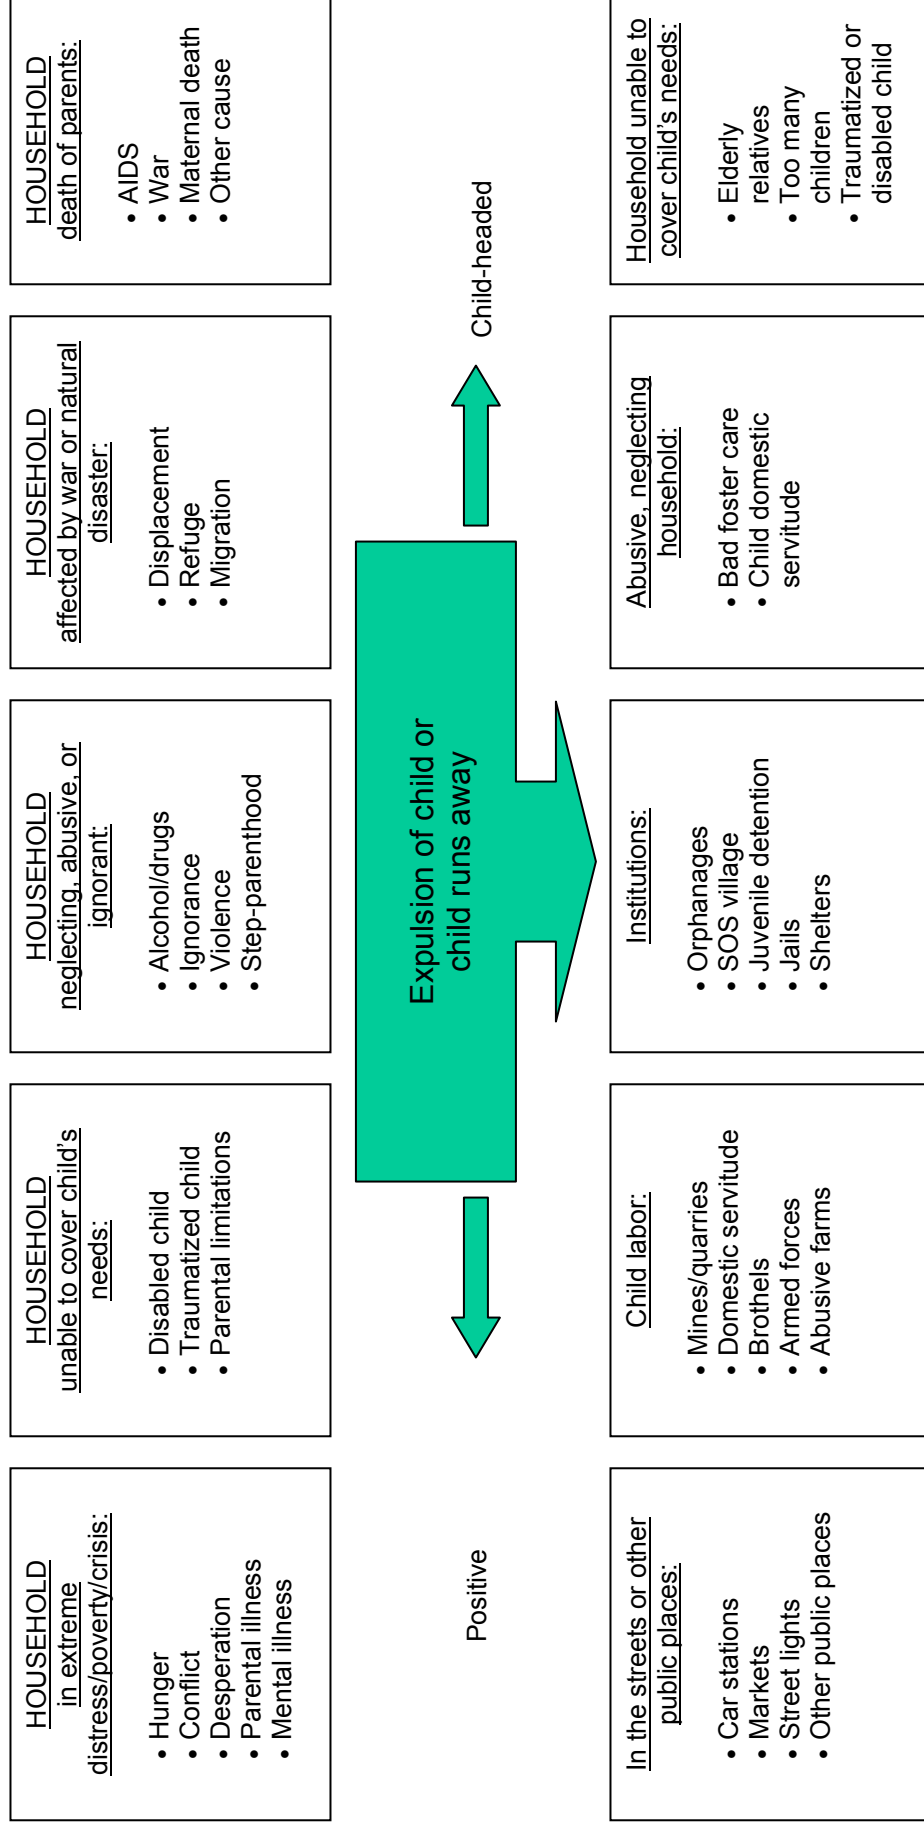 HOUSEHOLD
in extreme
distress/poverty/crisis:
• Hunger
• Conflict
• Desperation
• Parental illness
• Mental illness
HOUSEHOLD
unable to cover child's
needs:
• Disabled child
• Traumatized child
• Parental limitations
HOUSEHOLD
neglecting, abusive, or
ignorant:
• Alcohol/drugs
• Ignorance
• Violence
• Step-parenthood
HOUSEHOLD
affected by war or natural
disaster:
• Displacement
• Refuge
• Migration
HOUSEHOLD
death of parents:
• AIDS
• War
• Maternal death
• Other cause
Positive
Expulsion of child or
child runs away
Child-headed
In the streets or other
public places:
• Car stations
• Markets
• Street lights
• Other public places
Child labor:
• Mines/quarries
• Domestic servitude
• Brothels
• Armed forces
• Abusive farms
Institutions:
• Orphanages
• SOS village
• Juvenile detention
• Jails
• Shelters
Abusive, neglecting
household:
• Bad foster care
• Child domestic
servitude
Household unable to
cover child's needs:
• Elderly
relatives
• Too many
children
• Traumatized or
disabled child